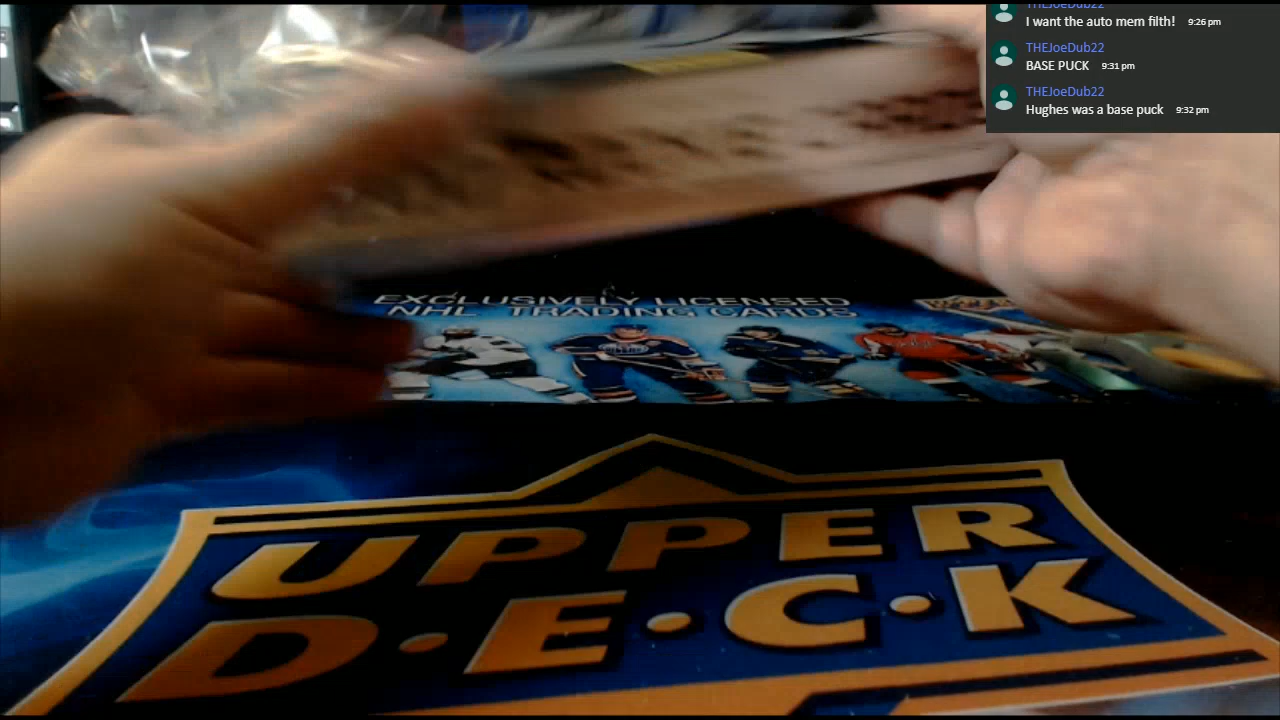 THEJoeDub22
I want the auto mem filth! 9:26 pm
THEJoeDub22
BASE PUCK 9:31 pm
THEJoeDub22
Hughes was a base puck 9:32 pm
EXCLUSIVELY LICENSED
NHL TRADING CARDS
UPPER
D·E·C·K